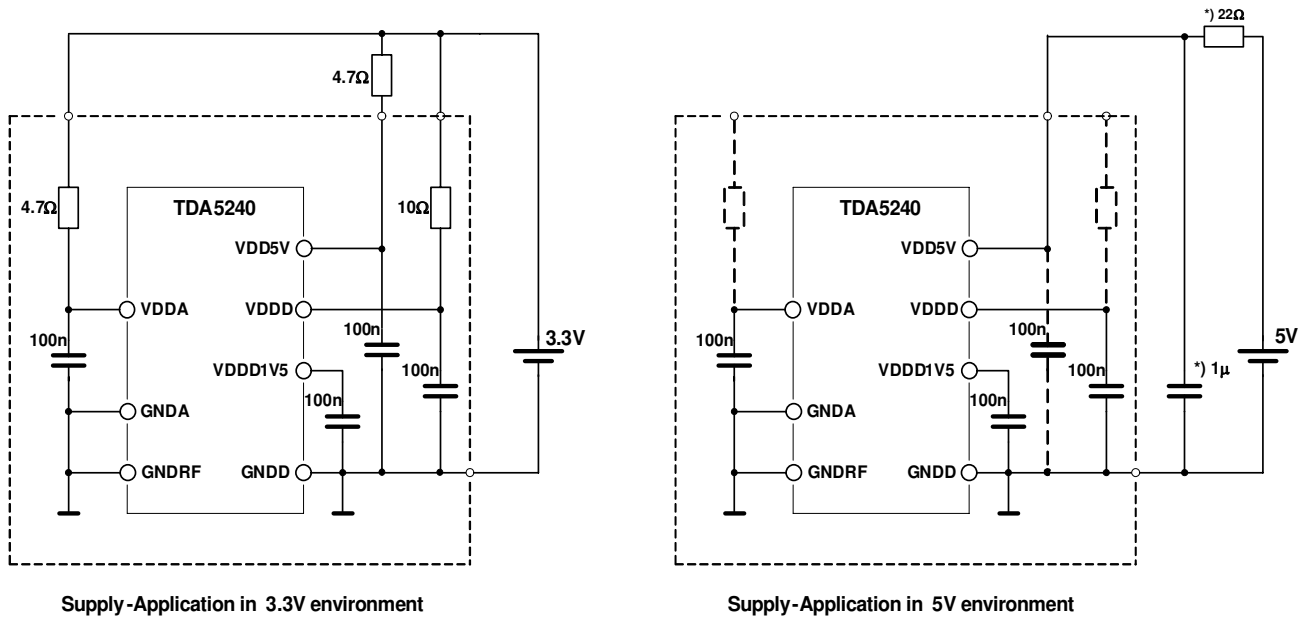 *) 22Ω
4.7Ω
4.7Ω
TDA5240
10Ω
VDD5V
VDDA
VDDD
100n
100n
3.3V
VDDD1V5
100n
100n
GNDA
GNDRF
GNDD
Supply-Application in 3.3V environment
TDA5240
VDD5V
VDDA
VDDD
100n
100n
5V
VDDD1V5
100n
*) 1µ
100n
GNDA
GNDRF
GNDD
Supply-Application in 5V environment